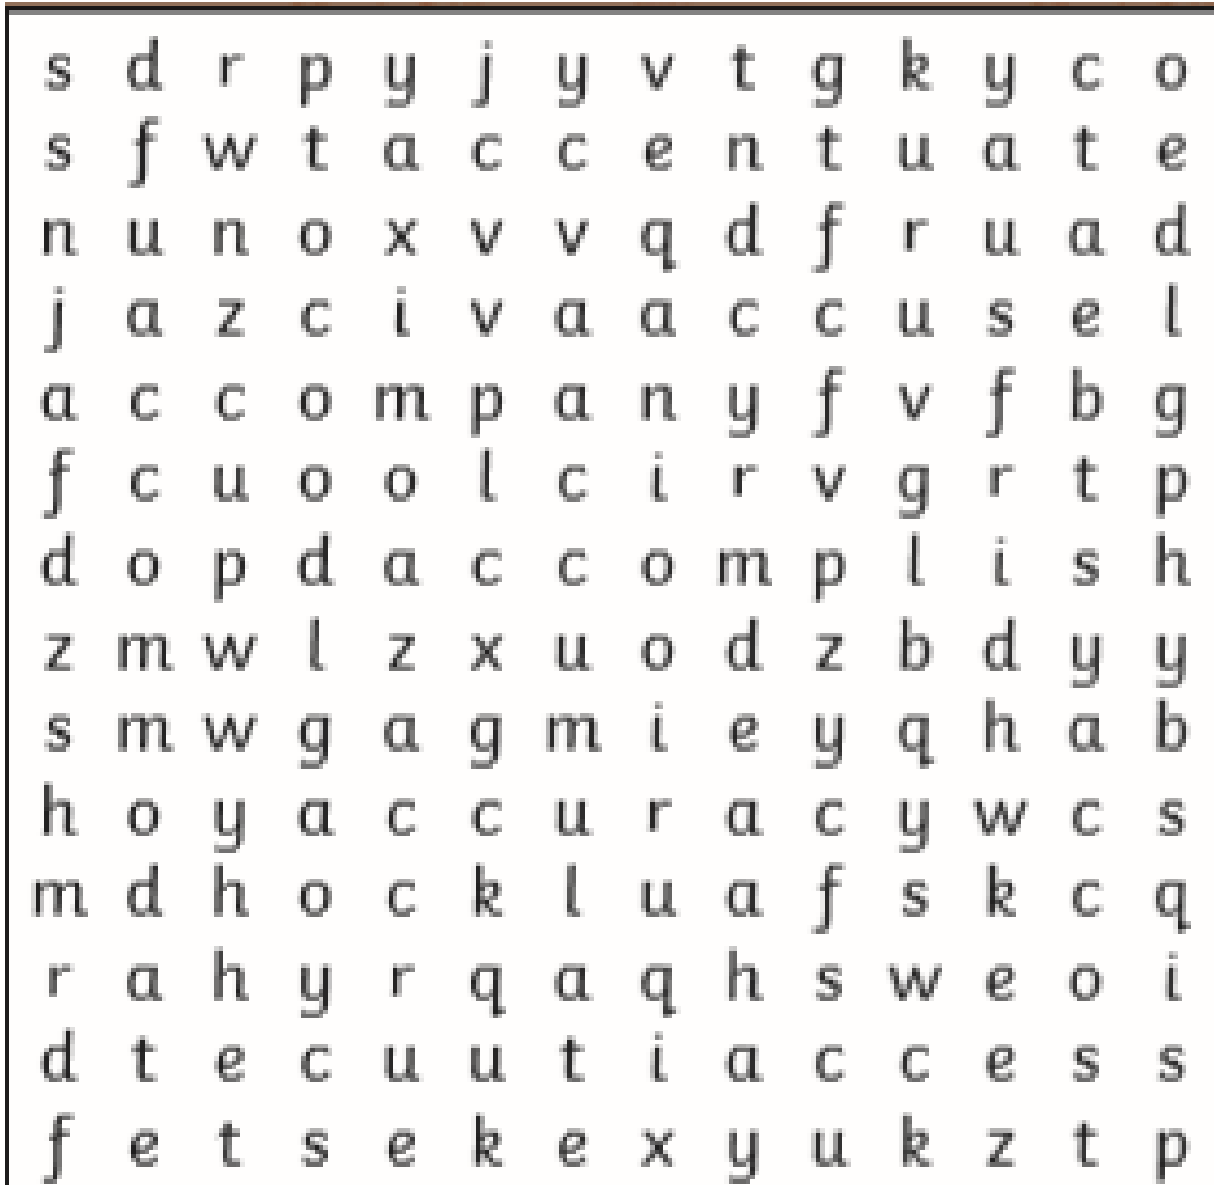 s d r p y j y v t g k y c o
s f w t a c c e n t u a t e
n u n o x v v q d f r u a d
j a z c i v a a c c u s e l
a c c o m p a n y f v f b g
f c u o o l c i r v g r t p
d o p d a c c o m p l i s h
z m w l z x u o d z b d y y
s m w g a g m i e y q h a b
h o y a c c u r a c y w c s
m d h o c k l u a f s k c q
r a h y r q a q h s w e o i
d t e c u u t i a c c e s s
f e t s e k e x y u k z t p